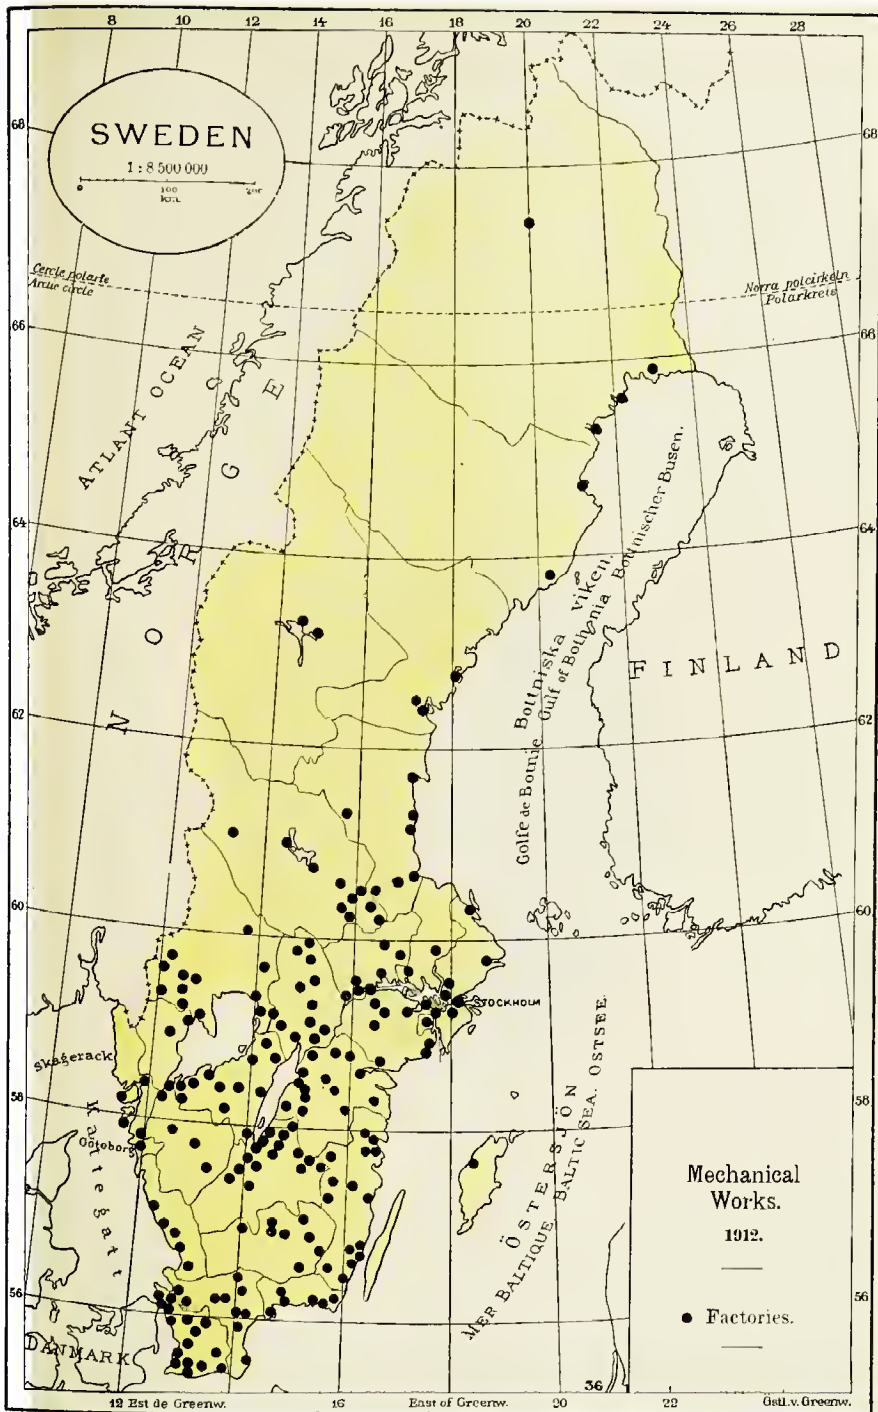 8 10 12 14 16 18 20 22 24 26 28
SWEDEN
1 : 8 500 000
0 100 200
km.
68
68
Cercle polaire
Arctic circle
Norra polcirkeln
Polarkreis
66
66
ATLANT OCEAN
NORGE
64
64
Bottniska viken.
Golfe de Botnie Gulf of Bothnia Bottnischer Busen.
FINLAND
62
62
60
60
STOCKHOLM
Skagerack
58
58
Kattegatt
Göteborg
ÖSTERSJÖN
MER BALTIQUE, BALTIC SEA. OSTSEE.
Mechanical
Works.
1912.
Factories.
56
56
DANMARK
36
12 Est de Greenw. 16 East of Greenw. 20 22 Östl.v. Greenw.